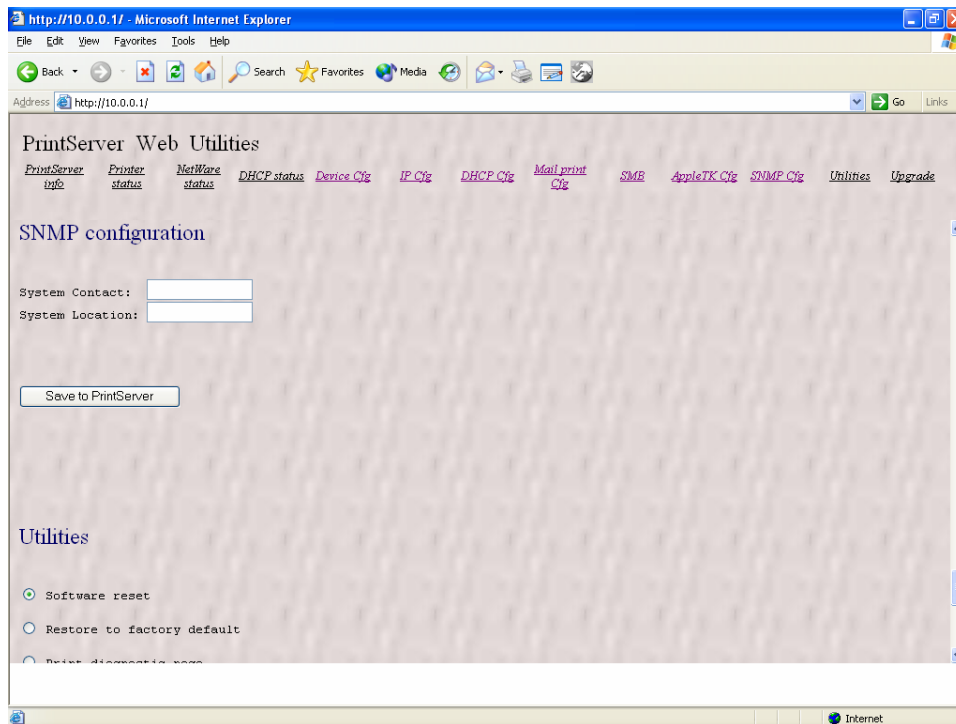 http://10.0.0.1/ - Microsoft Internet Explorer
File Edit View Favorites Tools Help
Back Search Favorites Media
Address http://10.0.0.1/ Go Links
PrintServer Web Utilities
PrintServer info Printer status NetWare status DHCP status Device Cfg IP Cfg DHCP Cfg Mail print Cfg SMB AppleTK Cfg SNMP Cfg Utilities Upgrade
SNMP configuration
System Contact:
System Location:
Save to PrintServer
Utilities
Software reset
Restore to factory default
Print diagnostic page
Internet